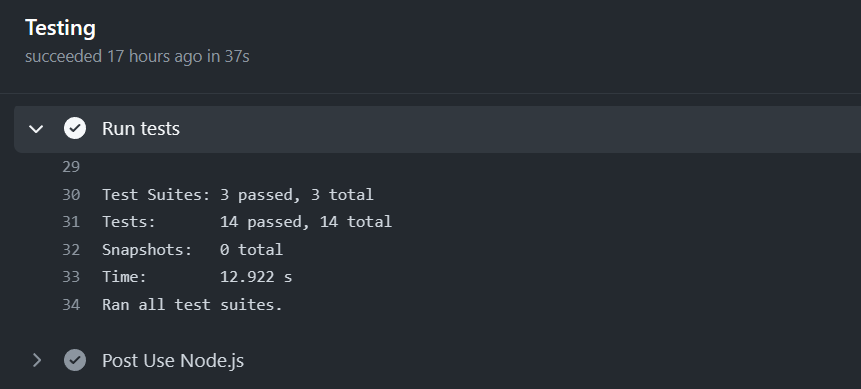 Testing
succeeded 17 hours ago in 37s
Run tests
29
30 Test Suites: 3 passed, 3 total
31 Tests:       14 passed, 14 total
32 Snapshots:   0 total
33 Time:        12.922 s
34 Ran all test suites.
Post Use Node.js